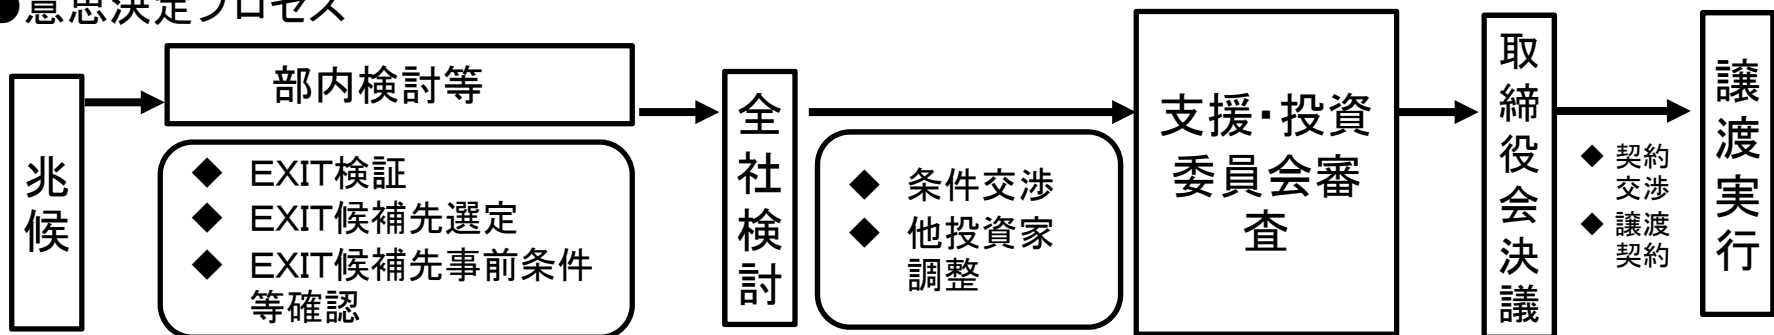 ●意思決定プロセス
兆候
部内検討等
◆ EXIT検証
◆ EXIT候補先選定
◆ EXIT候補先事前条件
等確認
全社検討
◆ 条件交渉
◆ 他投資家
調整
支援・投資
委員会審
査
取締役会決議
◆ 契約
交渉
◆ 譲渡
契約
譲渡実行